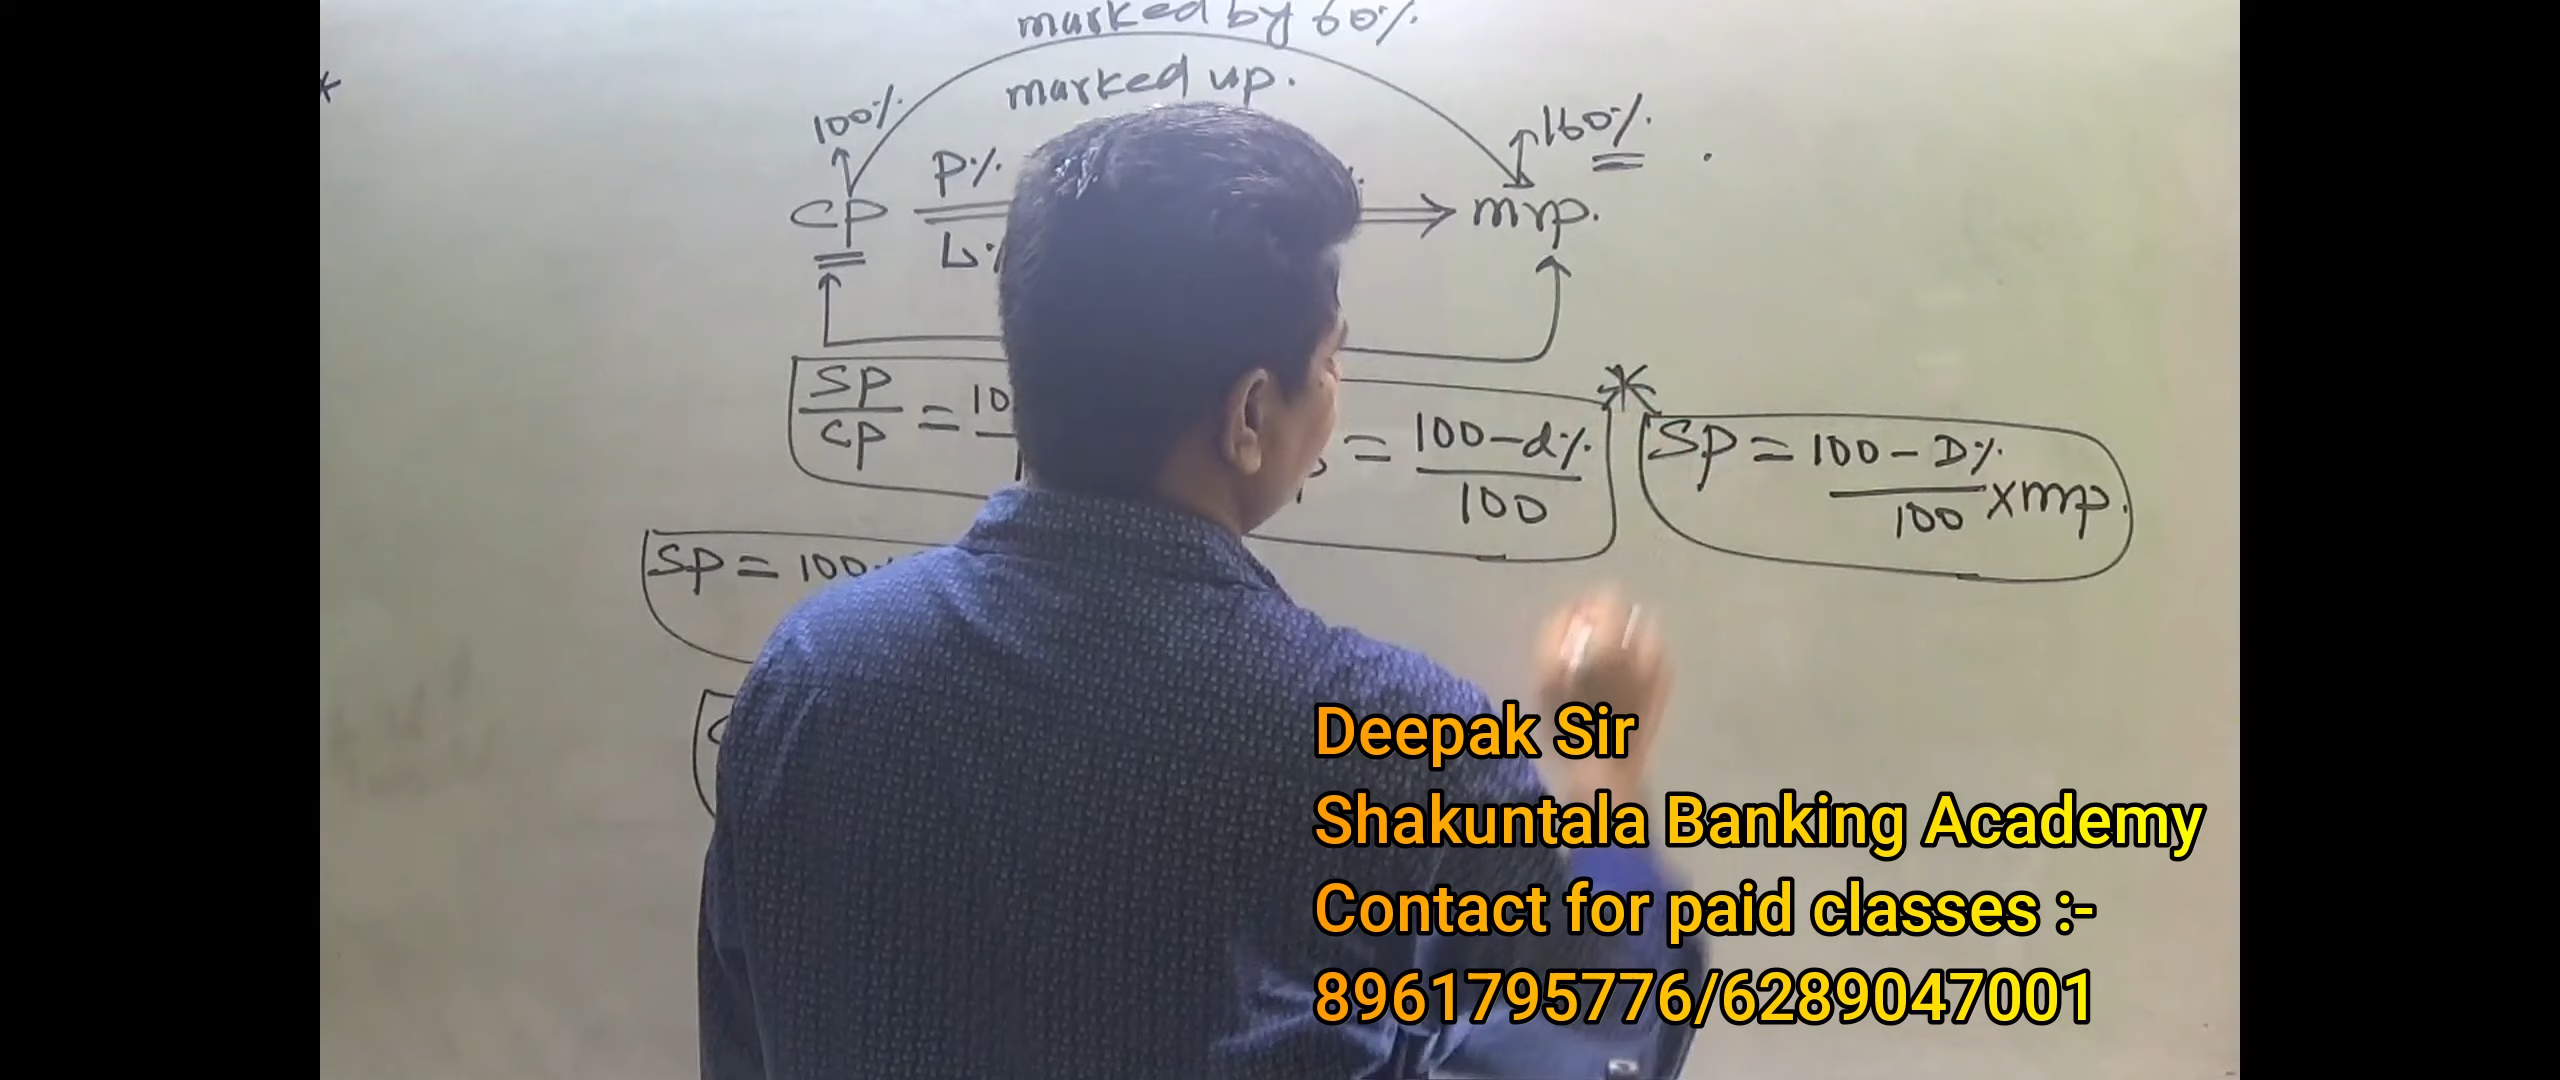 marked by 60%
marked up.
100%
160%
P%
CP
mrp.
L%
SP/CP = 10
= 100-d%/100
*
SP = 100-D%/100 xmp.
SP = 100
Deepak Sir
Shakuntala Banking Academy
Contact for paid classes :-
8961795776/6289047001